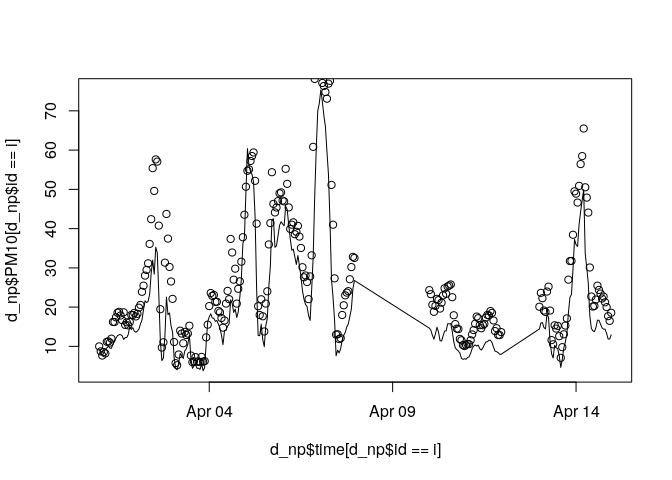 d_np$PM10[d_np$id == i]
70
60
50
40
30
20
10
Apr 04
Apr 09
Apr 14
d_np$time[d_np$id == i]